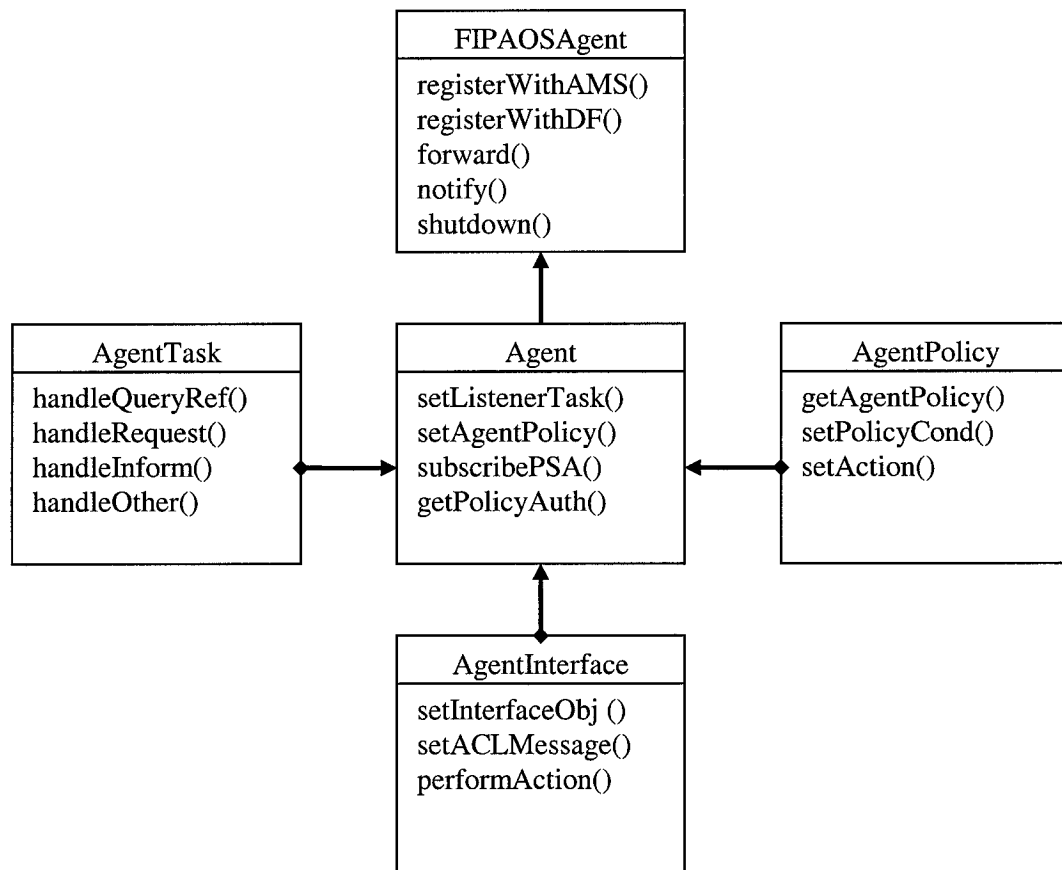 FIPAOSAgent
registerWithAMS()
registerWithDF()
forward()
notify()
shutdown()
AgentTask
handleQueryRef()
handleRequest()
handleInform()
handleOther()
Agent
setListenerTask()
setAgentPolicy()
subscribePSA()
getPolicyAuth()
AgentPolicy
getAgentPolicy()
setPolicyCond()
setAction()
AgentInterface
setInterfaceObj ()
setACLMessage()
performAction()